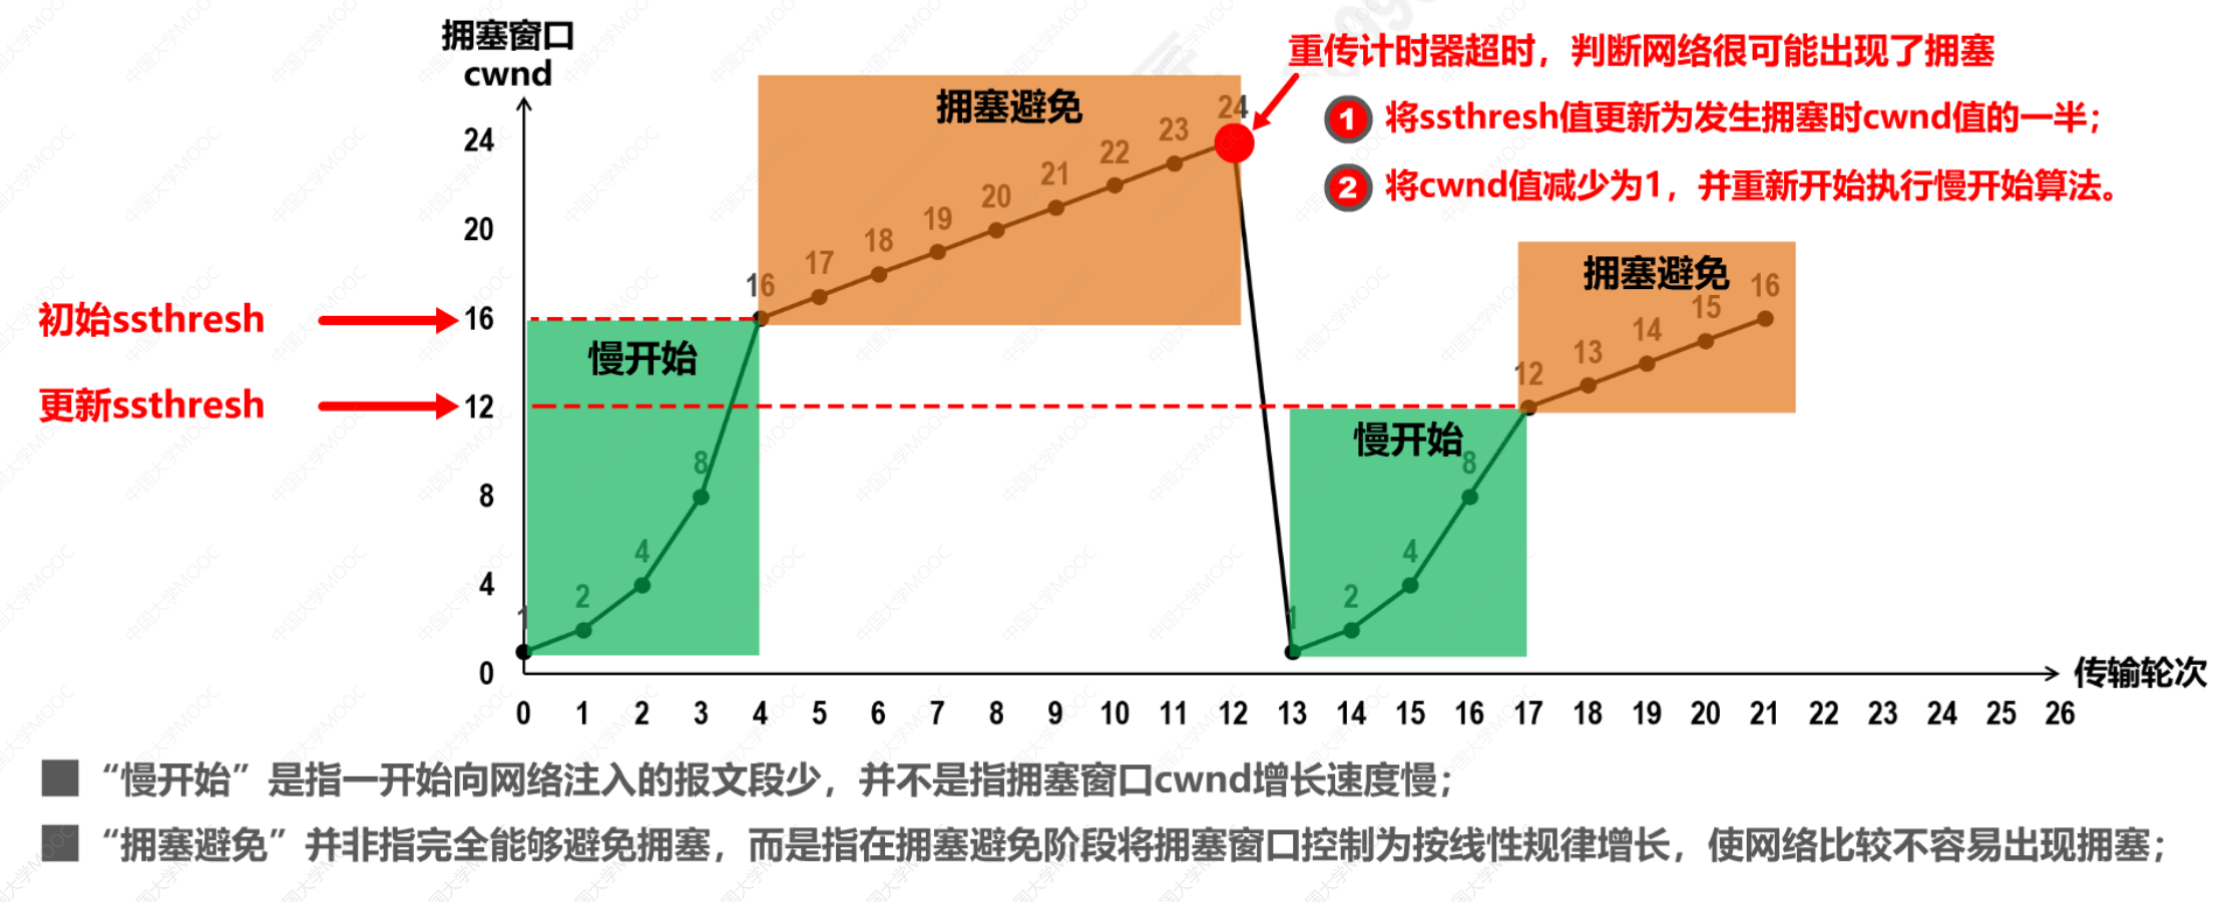 拥塞窗口
cwnd
重传计时器超时，判断网络很可能出现了拥塞
① 将ssthresh值更新为发生拥塞时cwnd值的一半；
② 将cwnd值减少为1，并重新开始执行慢开始算法。
拥塞避免
24
23
22
21
20
19
18
17
16
24
20
16
12
8
4
0
初始ssthresh
更新ssthresh
慢开始
8
4
2
1
拥塞避免
16
15
14
13
12
慢开始
8
4
2
1
0 1 2 3 4 5 6 7 8 9 10 11 12 13 14 15 16 17 18 19 20 21 22 23 24 25 26
传输轮次
“慢开始”是指一开始向网络注入的报文段少，并不是指拥塞窗口cwnd增长速度慢；
“拥塞避免”并非指完全能够避免拥塞，而是指在拥塞避免阶段将拥塞窗口控制为按线性规律增长，使网络比较不容易出现拥塞；
中国大学MOOC